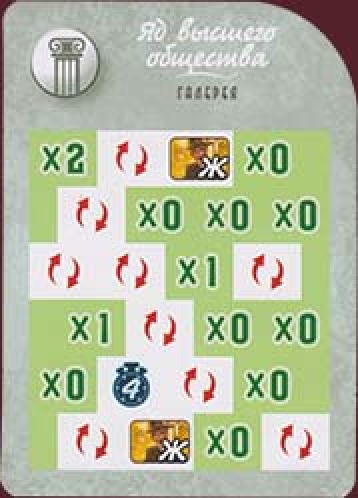 Яд высшего
общества
ГАЛЕРЕЯ
x2 Ж x0
x0 x0 x0
x1
x1 x0 x0
x0 4 x0
Ж x0